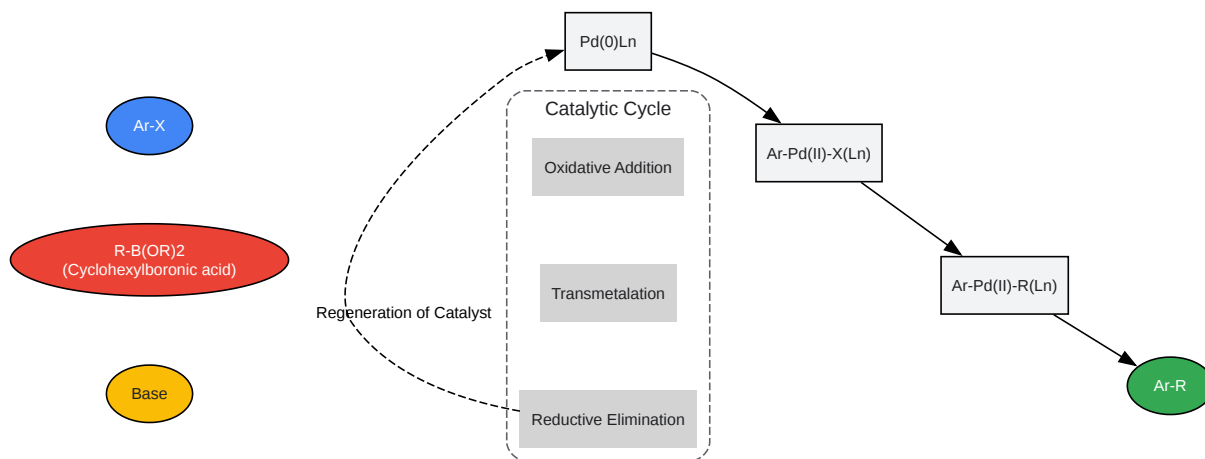 Pd(0)Ln
Catalytic Cycle
Ar-X
Oxidative Addition
Ar-Pd(II)-X(Ln)
R-B(OR)2
(Cyclohexylboronic acid)
Transmetalation
Ar-Pd(II)-R(Ln)
Regeneration of Catalyst
Base
Reductive Elimination
Ar-R